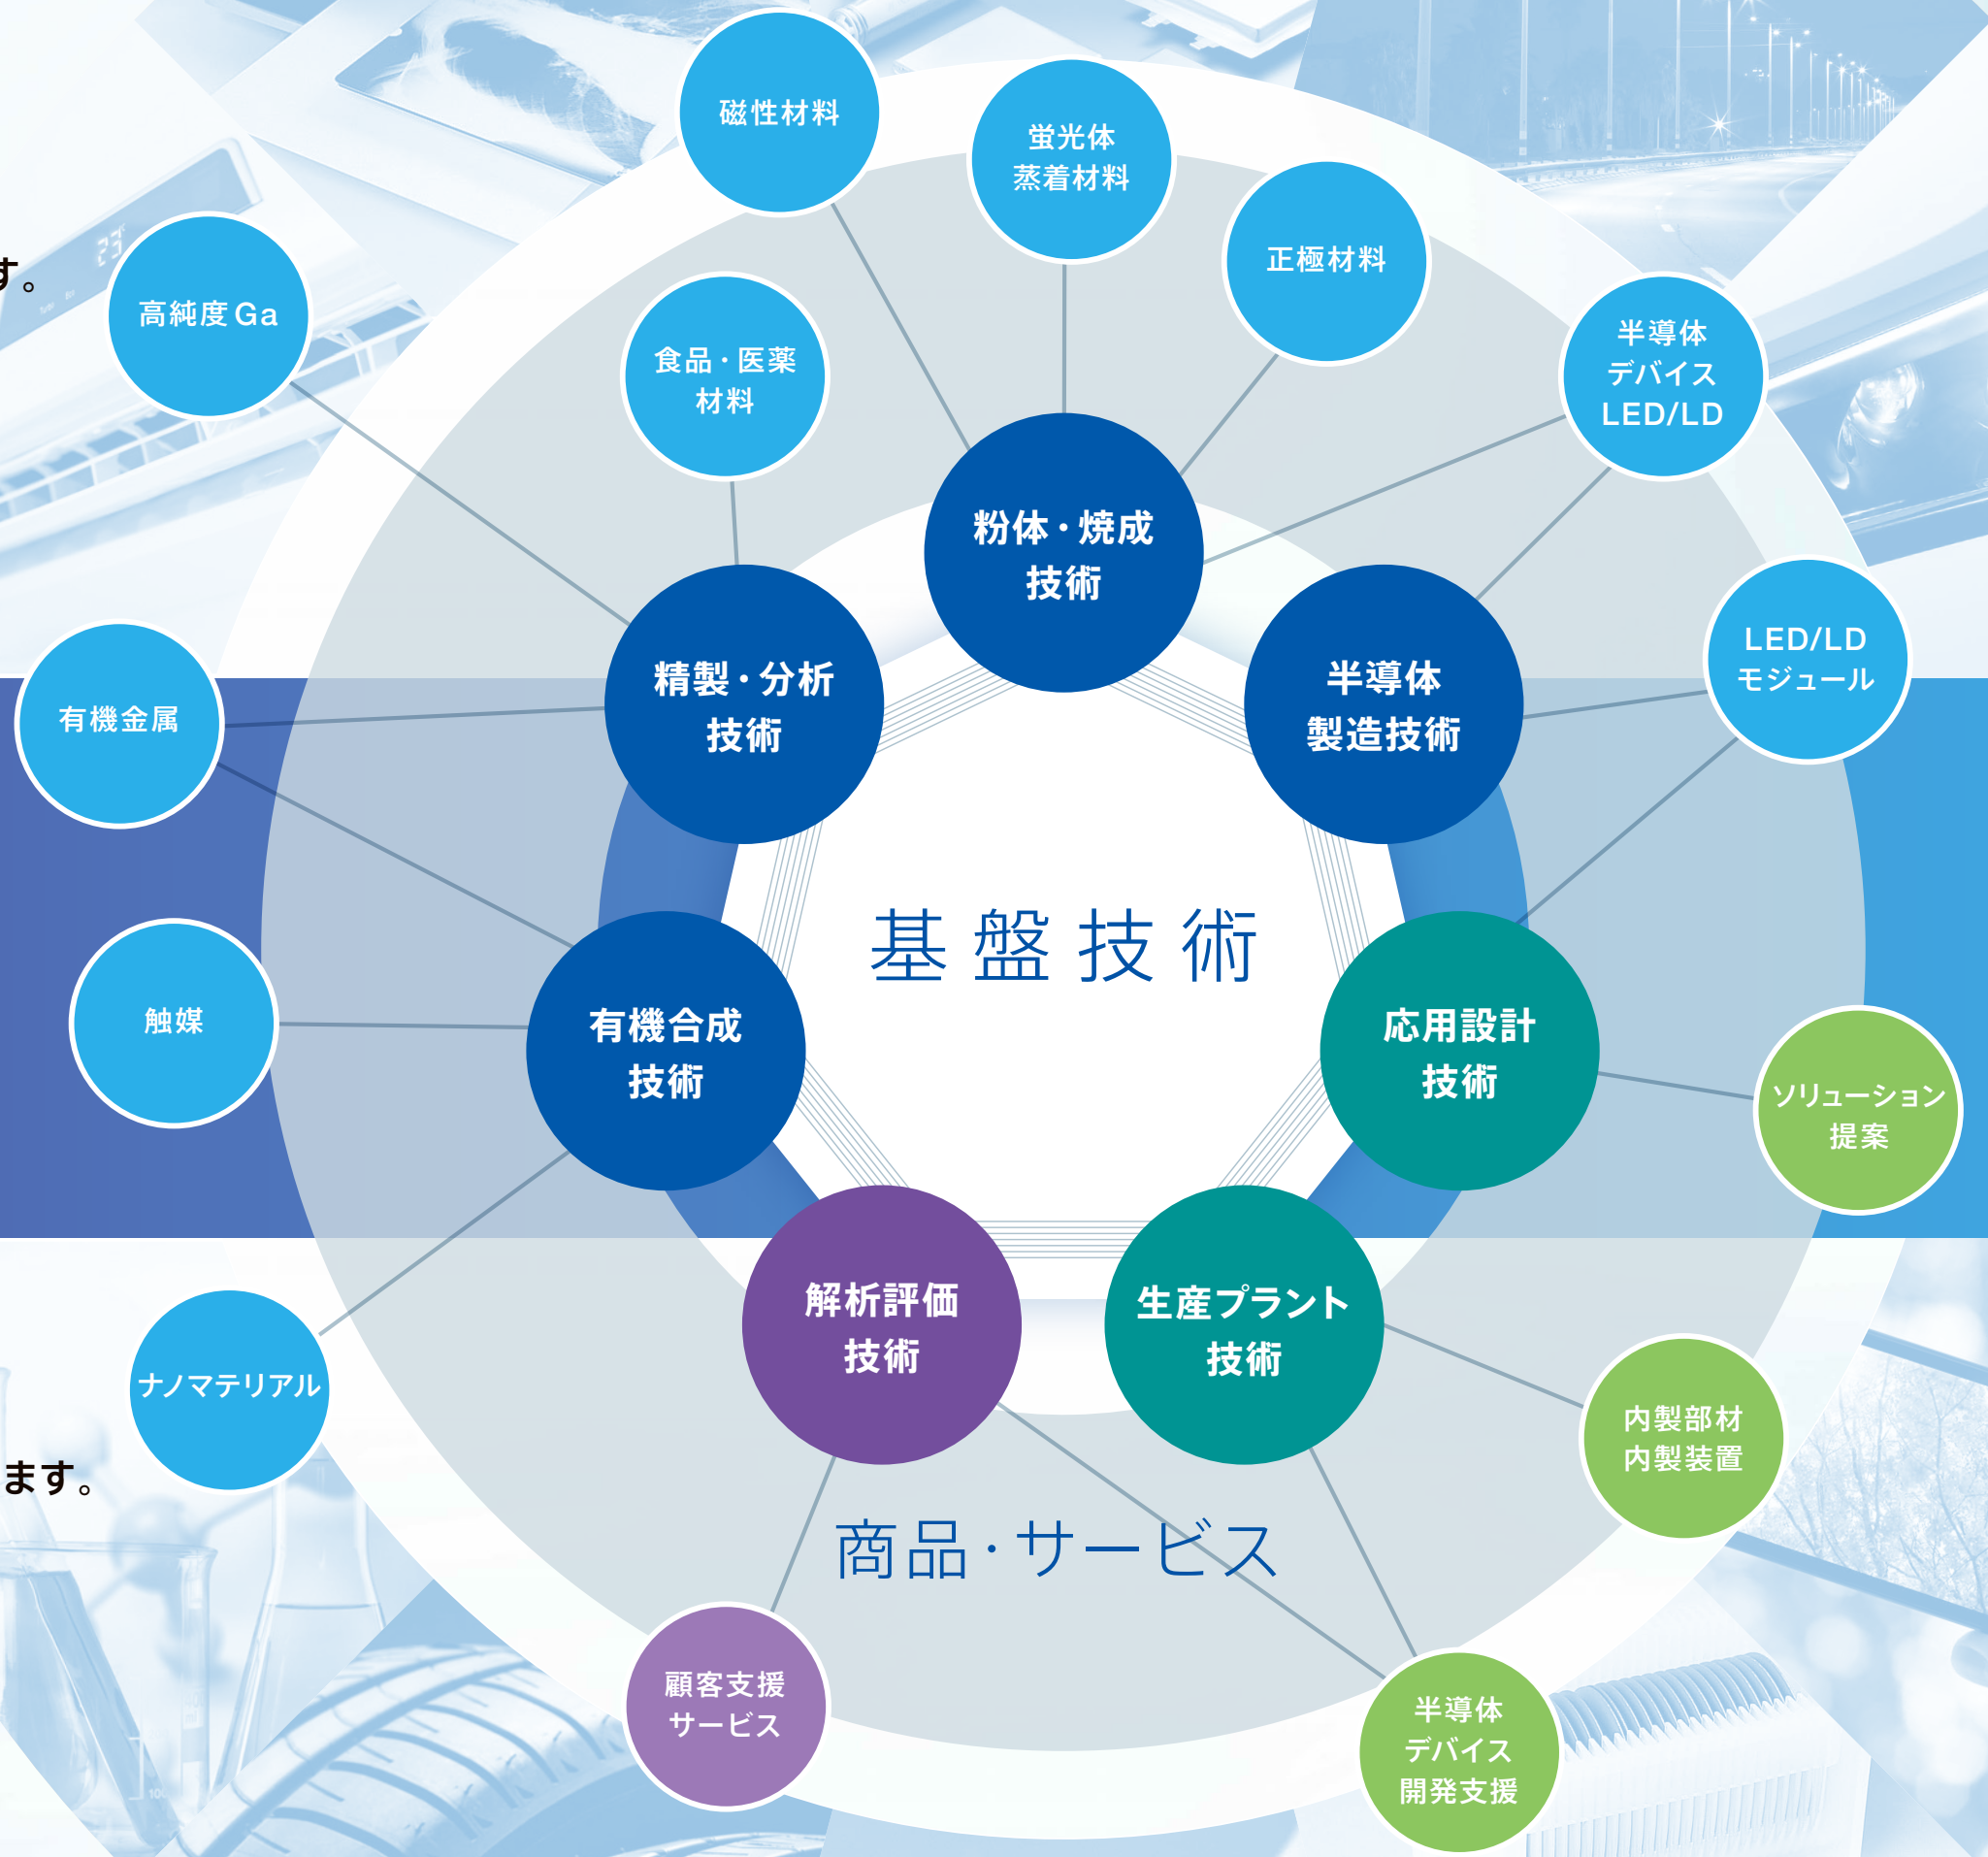 磁性材料
蛍光体
蒸着材料
正極材料
す。
高純度Ga
食品・医薬
材料
半導体
デバイス
LED/LD
粉体・焼成
技術
LED/LD
モジュール
有機金属
精製・分析
技術
半導体
製造技術
基盤技術
触媒
有機合成
技術
応用設計
技術
ソリューション
提案
解析評価
技術
生産プラント
技術
ナノマテリアル
内製部材
内製装置
ます。
商品・サービス
顧客支援
サービス
半導体
デバイス
開発支援